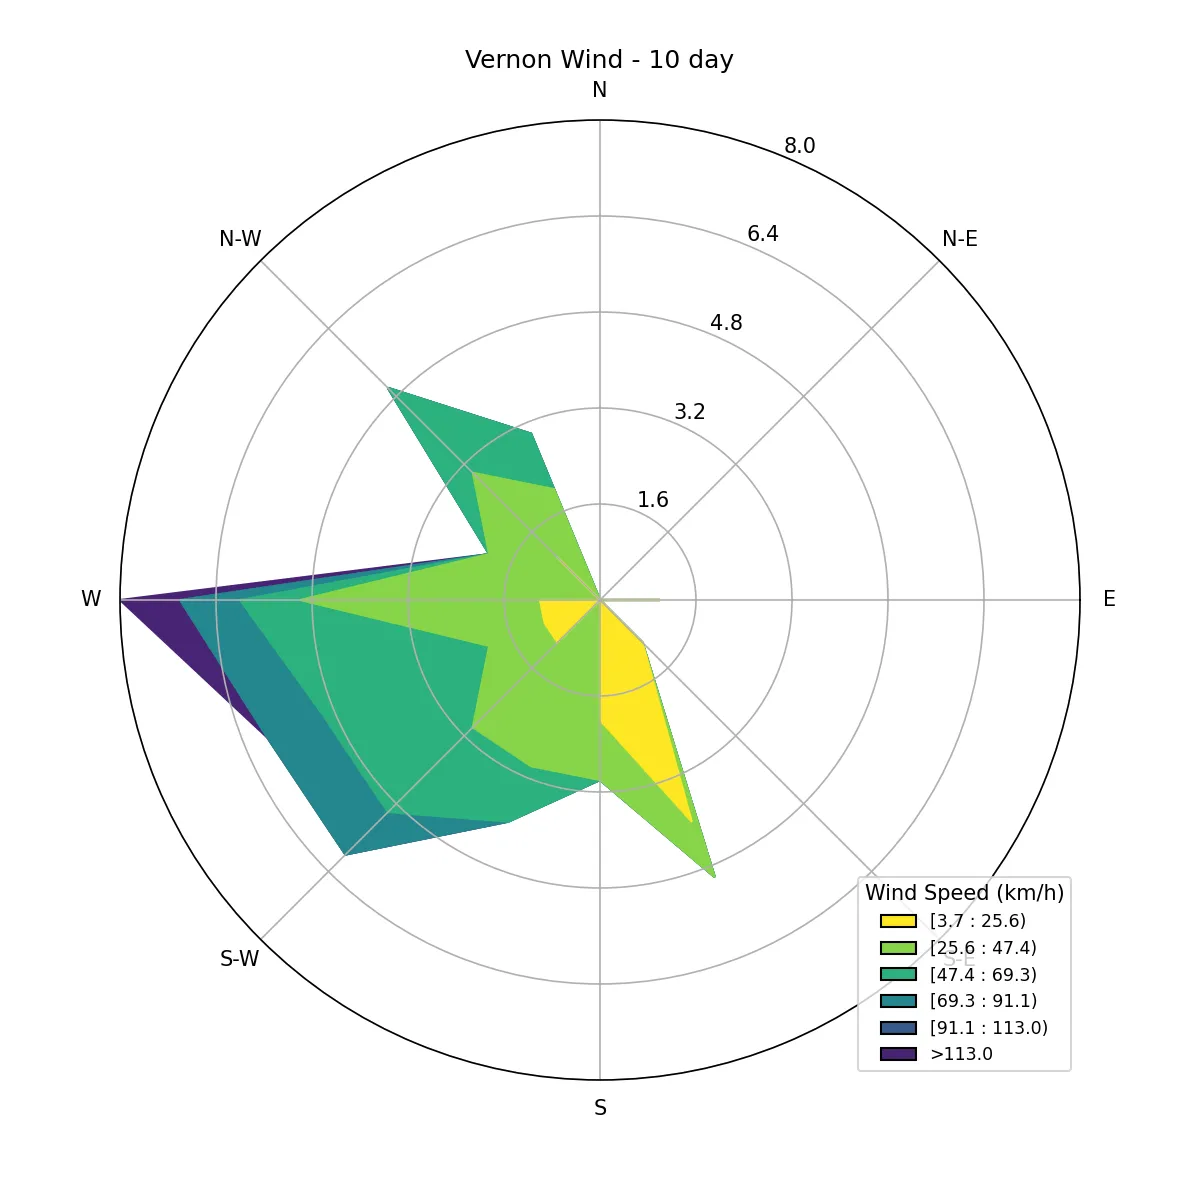 Vernon Wind - 10 day
N
8.0
6.4
N-W
N-E
4.8
3.2
1.6
W
E
S-W
S-E
S
Wind Speed (km/h)
[3.7 : 25.6)
[25.6 : 47.4)
[47.4 : 69.3)
[69.3 : 91.1)
[91.1 : 113.0)
>113.0